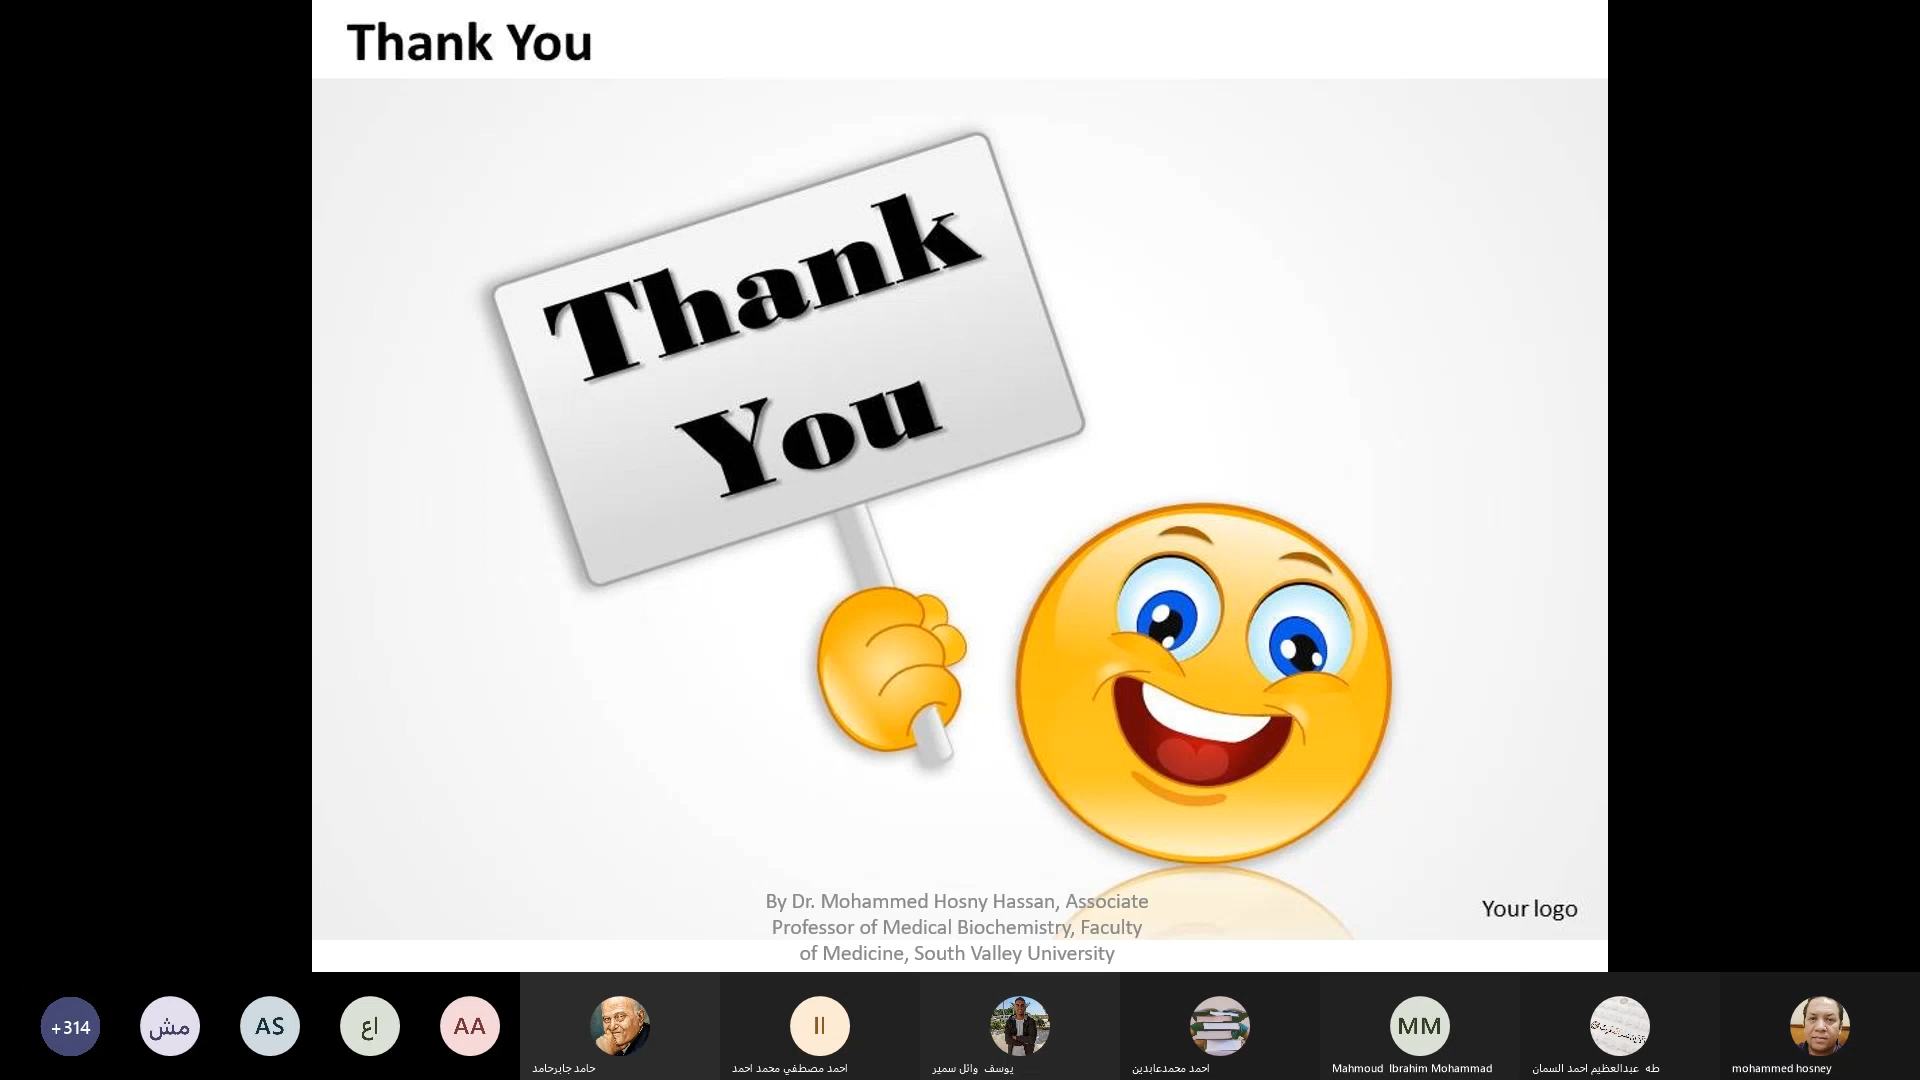 Thank You
Thank
You
By Dr. Mohammed Hosny Hassan, Associate
Professor of Medical Biochemistry, Faculty
of Medicine, South Valley University
Your logo
+314
مش
AS
اع
AA
حامد جابرحامد
II
احمد مصطفي محمد احمد
يوسف وائل سمير
احمد محمدعابدين
MM
Mahmoud Ibrahim Mohammad
طه عبدالعظيم احمد السمان
mohammed hosney